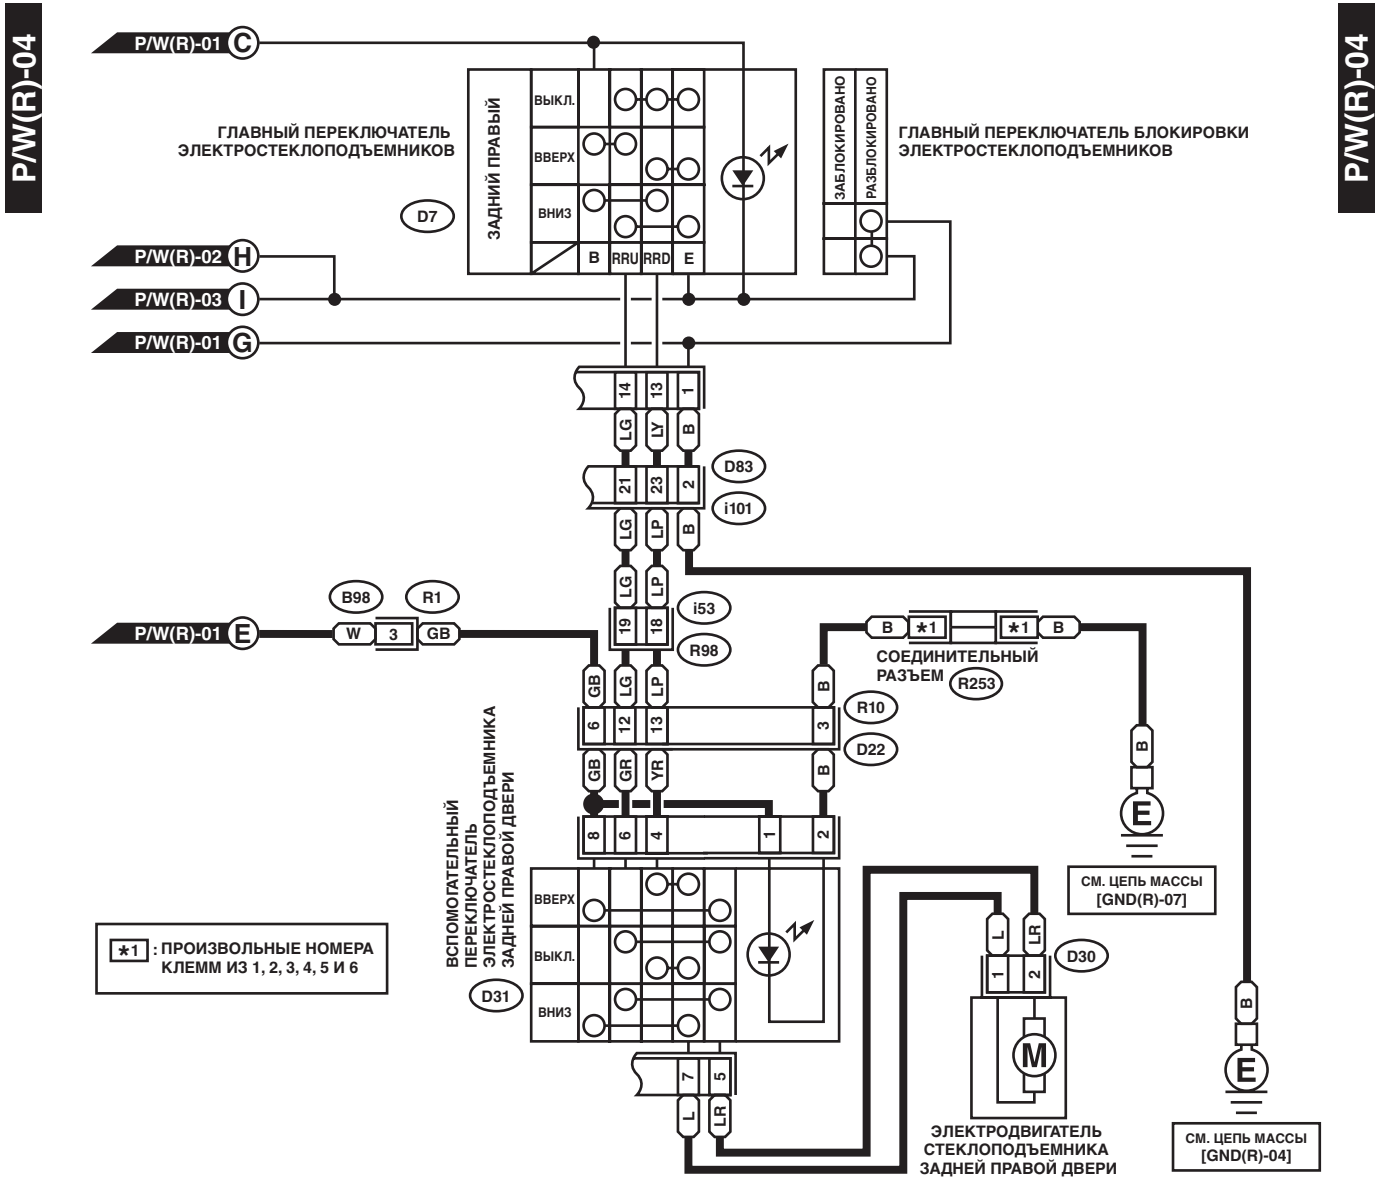 P/W(R)-04
P/W(R)-04
P/W(R)-01 C
ГЛАВНЫЙ ПЕРЕКЛЮЧАТЕЛЬ
ЭЛЕКТРОСТЕКЛОПОДЪЕМНИКОВ
D7
ЗАДНИЙ ПРАВЫЙ
ВЫКЛ.
ВВЕРХ
ВНИЗ
B RRU RRD E
ЗАБЛОКИРОВАНО
РАЗБЛОКИРОВАНО
ГЛАВНЫЙ ПЕРЕКЛЮЧАТЕЛЬ БЛОКИРОВКИ
ЭЛЕКТРОСТЕКЛОПОДЪЕМНИКОВ
P/W(R)-02 H
P/W(R)-03 I
P/W(R)-01 G
14 13 1
LG LY B
D83
21 23 2
i101
LG LP B
LG LP
i53
19 18
R98
P/W(R)-01 E
B98
R1
W 3 GB
B *1 *1 B
СОЕДИНИТЕЛЬНЫЙ
РАЗЪЕМ
R253
GB LG LP B
R10
6 12 13 3
D22
GB GR YR B
B
E
СМ. ЦЕПЬ МАССЫ
[GND(R)-07]
8 6 4 1 2
ВСПОМОГАТЕЛЬНЫЙ
ПЕРЕКЛЮЧАТЕЛЬ
ЭЛЕКТРОСТЕКЛОПОДЪЕМНИКА
ЗАДНЕЙ ПРАВОЙ ДВЕРИ
D31
ВВЕРХ
ВЫКЛ.
ВНИЗ
*1 : ПРОИЗВОЛЬНЫЕ НОМЕРА
КЛЕММ ИЗ 1, 2, 3, 4, 5 И 6
L LR
D30
1 2
M
ЭЛЕКТРОДВИГАТЕЛЬ
СТЕКЛОПОДЪЕМНИКА
ЗАДНЕЙ ПРАВОЙ ДВЕРИ
7 5
L LR
B
E
СМ. ЦЕПЬ МАССЫ
[GND(R)-04]